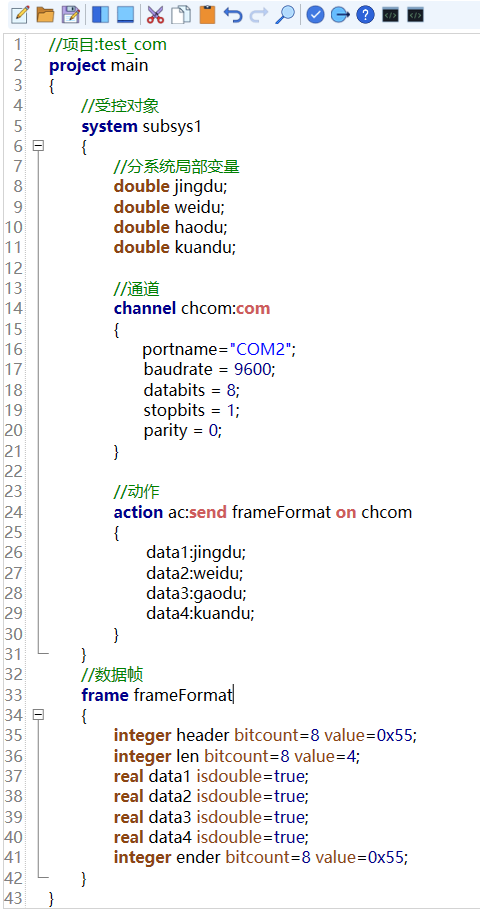 1 //项目:test_com
2 project main
3 {
4 //受控对象
5 system subsys1
6 {
7 //分系统局部变量
8 double jingdu;
9 double weidu;
10 double haodu;
11 double kuandu;
12
13 //通道
14 channel chcom:com
15 {
16 portname="COM2";
17 baudrate = 9600;
18 databits = 8;
19 stopbits = 1;
20 parity = 0;
21 }
22
23 //动作
24 action ac:send frameFormat on chcom
25 {
26 data1:jingdu;
27 data2:weidu;
28 data3:gaodu;
29 data4:kuandu;
30 }
31 }
32 //数据帧
33 frame frameFormat
34 {
35 integer header bitcount=8 value=0x55;
36 integer len bitcount=8 value=4;
37 real data1 isdouble=true;
38 real data2 isdouble=true;
39 real data3 isdouble=true;
40 real data4 isdouble=true;
41 integer ender bitcount=8 value=0x55;
42 }
43 }